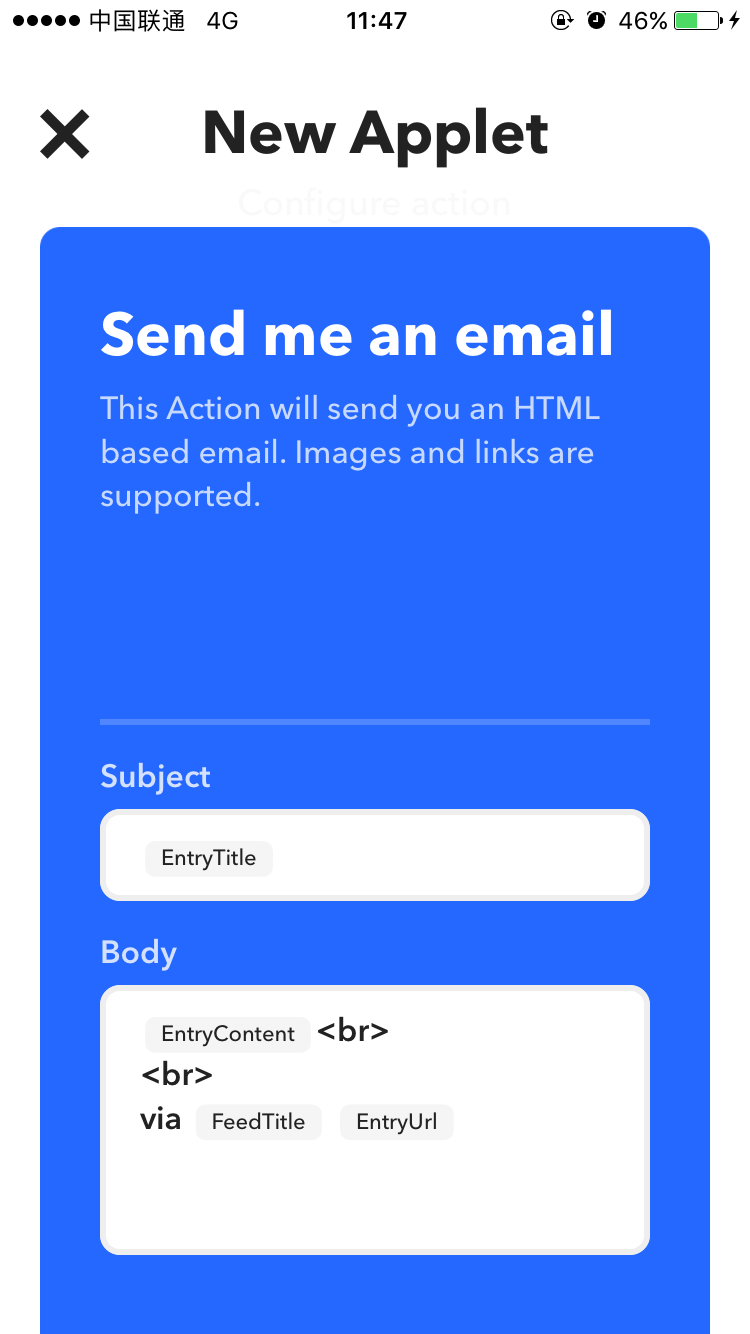 中国联通 4G 11:47 46%
New Applet
Configure action
Send me an email
This Action will send you an HTML
based email. Images and links are
supported.
Subject
EntryTitle
Body
EntryContent <br>
<br>
via FeedTitle EntryUrl